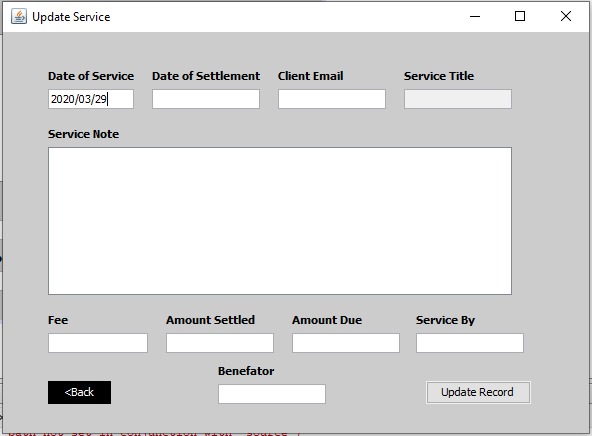 Update Service
Date of Service Date of Settlement Client Email Service Title
2020/03/29
Service Note
Fee Amount Settled Amount Due Service By
Benefator
<Back Update Record